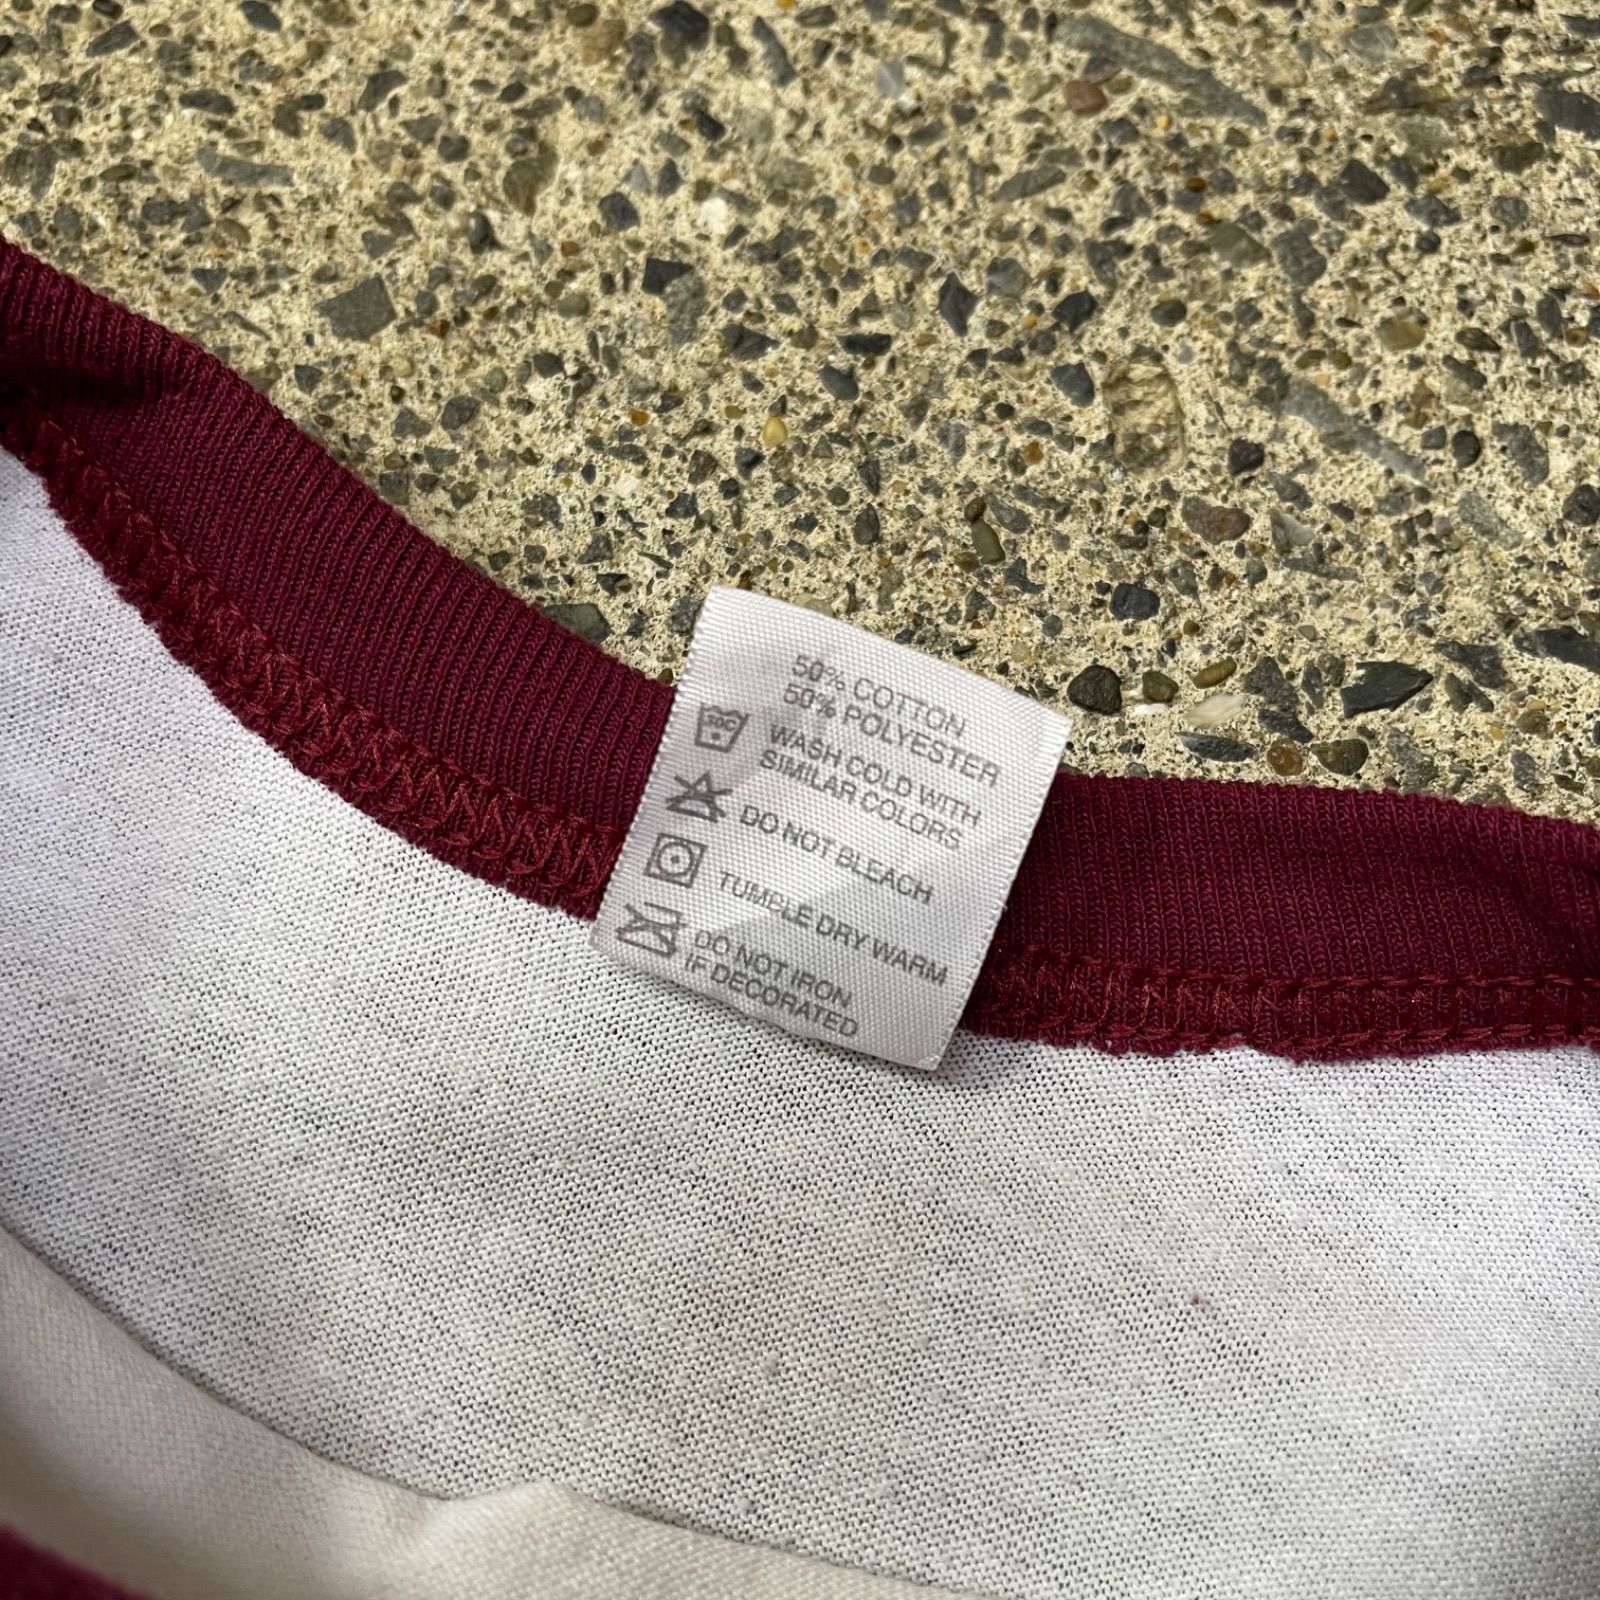 50% COTTON
50% POLYESTER
WASH COLD WITH
SIMILAR COLORS
DO NOT BLEACH
TUMBLE DRY WARM
DO NOT IRON
IF DECORATED